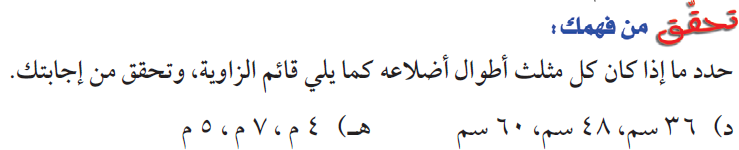 تحقق من فهمك:
حدد ما إذا كان كل مثلث أطوال أضلاعه كما يلي قائم الزاوية، وتحقق من إجابتك.
د) ٣٦ سم، ٤٨ سم، ٦٠ سم هـ) ٤ م ، ٧ م ، ٥ م